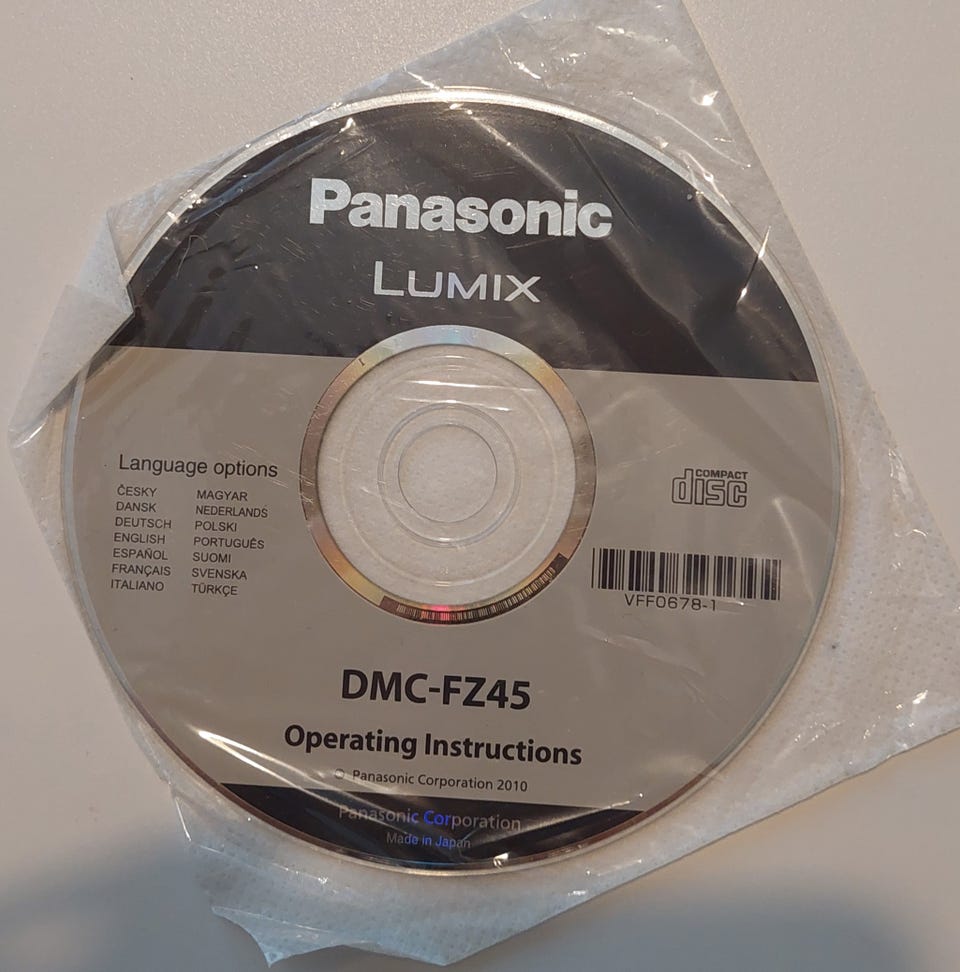 Panasonic
LUMIX
Language options
ČESKY
DANSK
DEUTSCH
ENGLISH
ESPAÑOL
FRANÇAIS
ITALIANO
MAGYAR
NEDERLANDS
POLSKI
PORTUGUÊS
SUOMI
SVENSKA
TÜRKÇE
COMPACT
disc
VFF0678-1
DMC-FZ45
Operating Instructions
© Panasonic Corporation 2010
Panasonic Corporation
Made in Japan